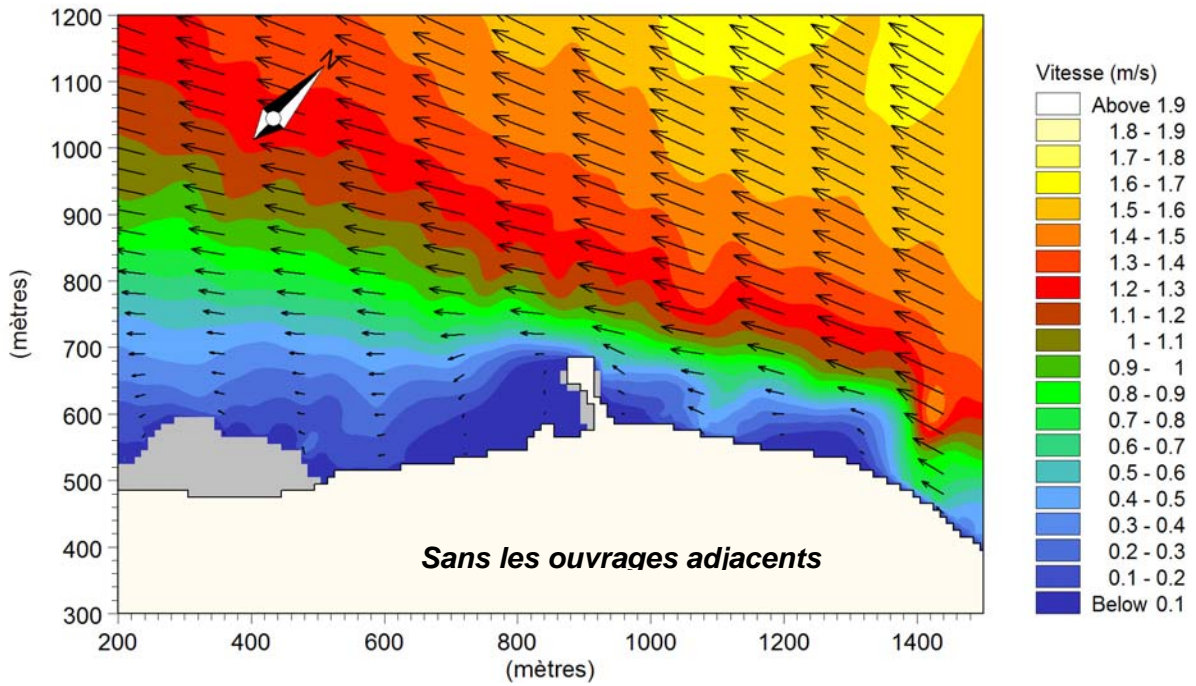 1200
1100
1000
900
800
700
600
500
400
300
(mètres)
200
400
600
800
1000
1200
1400
(mètres)
N
Sans les ouvrages adjacents
Vitesse (m/s)
Above 1.9
1.8 - 1.9
1.7 - 1.8
1.6 - 1.7
1.5 - 1.6
1.4 - 1.5
1.3 - 1.4
1.2 - 1.3
1.1 - 1.2
1 - 1.1
0.9 - 1
0.8 - 0.9
0.7 - 0.8
0.6 - 0.7
0.5 - 0.6
0.4 - 0.5
0.3 - 0.4
0.2 - 0.3
0.1 - 0.2
Below 0.1